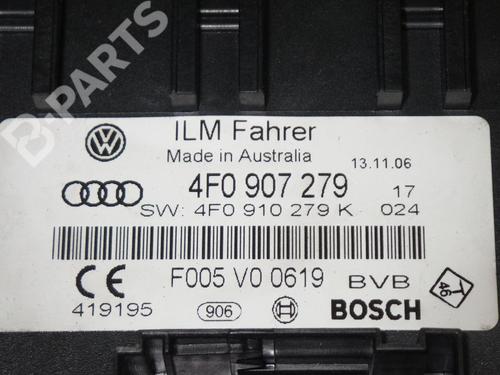 B-PARTS
ILM Fahrer
Made in Australia
13.11.06
4F0 907 279 17
SW: 4F0 910 279 K 024
F005 V0 0619 BVB
CE
419195 906 BOSCH
T 46